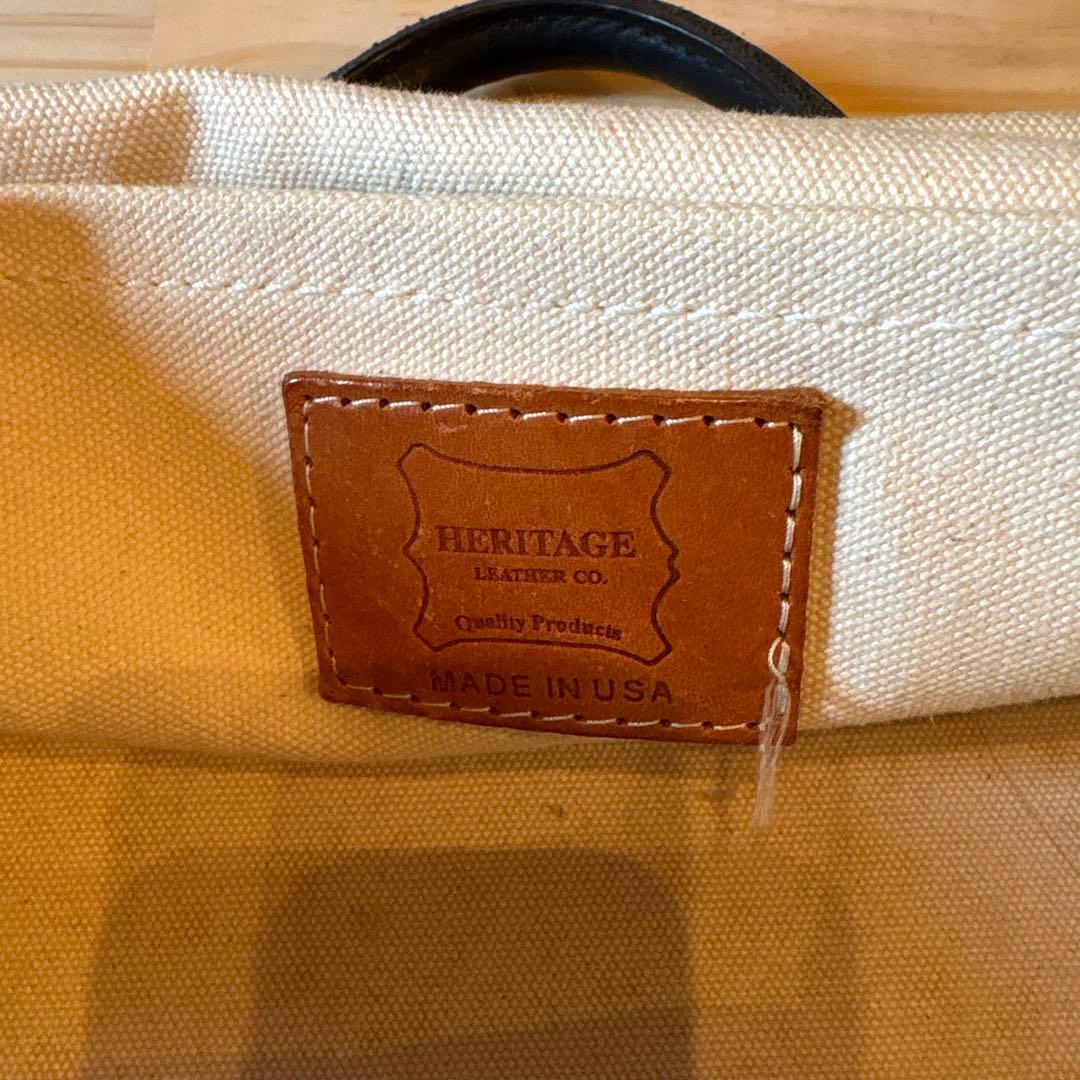 HERITAGE
LEATHER CO.
Quality Products
MADE IN USA